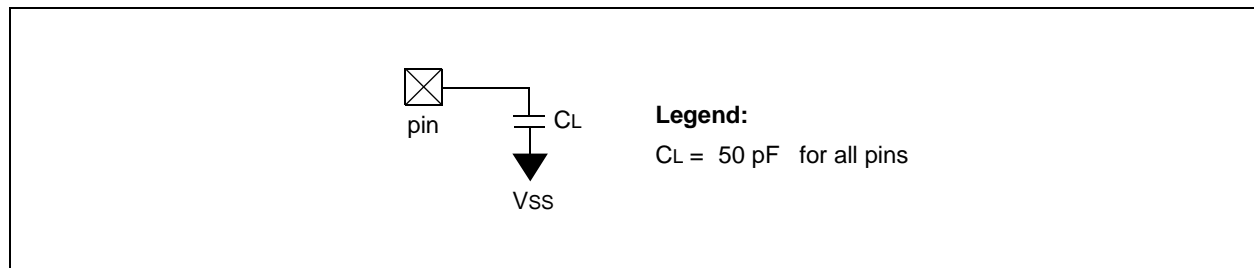 pin
CL
VSS
Legend:
CL = 50 pF for all pins